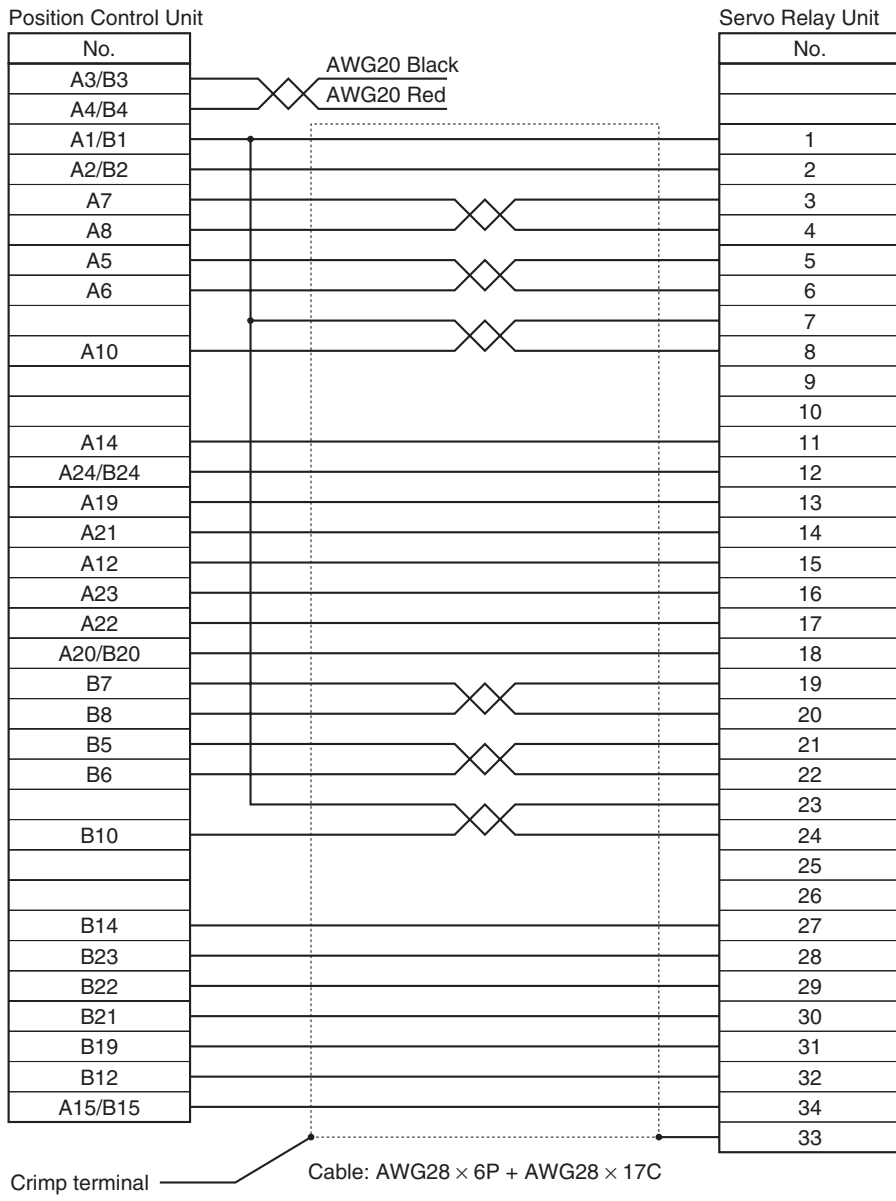 Position Control Unit Servo Relay Unit
No. No.
A3/B3 AWG20 Black
A4/B4 AWG20 Red
A1/B1 1
A2/B2 2
A7 3
A8 4
A5 5
A6 6
7
A10 8
9
10
A14 11
A24/B24 12
A19 13
A21 14
A12 15
A23 16
A22 17
A20/B20 18
B7 19
B8 20
B5 21
B6 22
23
B10 24
25
26
B14 27
B23 28
B22 29
B21 30
B19 31
B12 32
A15/B15 34
33
Crimp terminal Cable: AWG28 × 6P + AWG28 × 17C